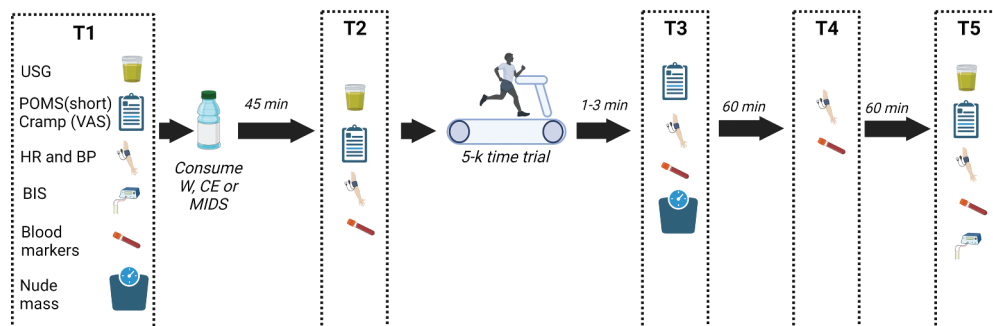 T1
USG
POMS(short)
Cramp (VAS)
HR and BP
BIS
Blood
markers
Nude
mass
Consume
W, CE or
MIDS
45 min
T2
5-k time trial
1-3 min
T3
60 min
T4
60 min
T5